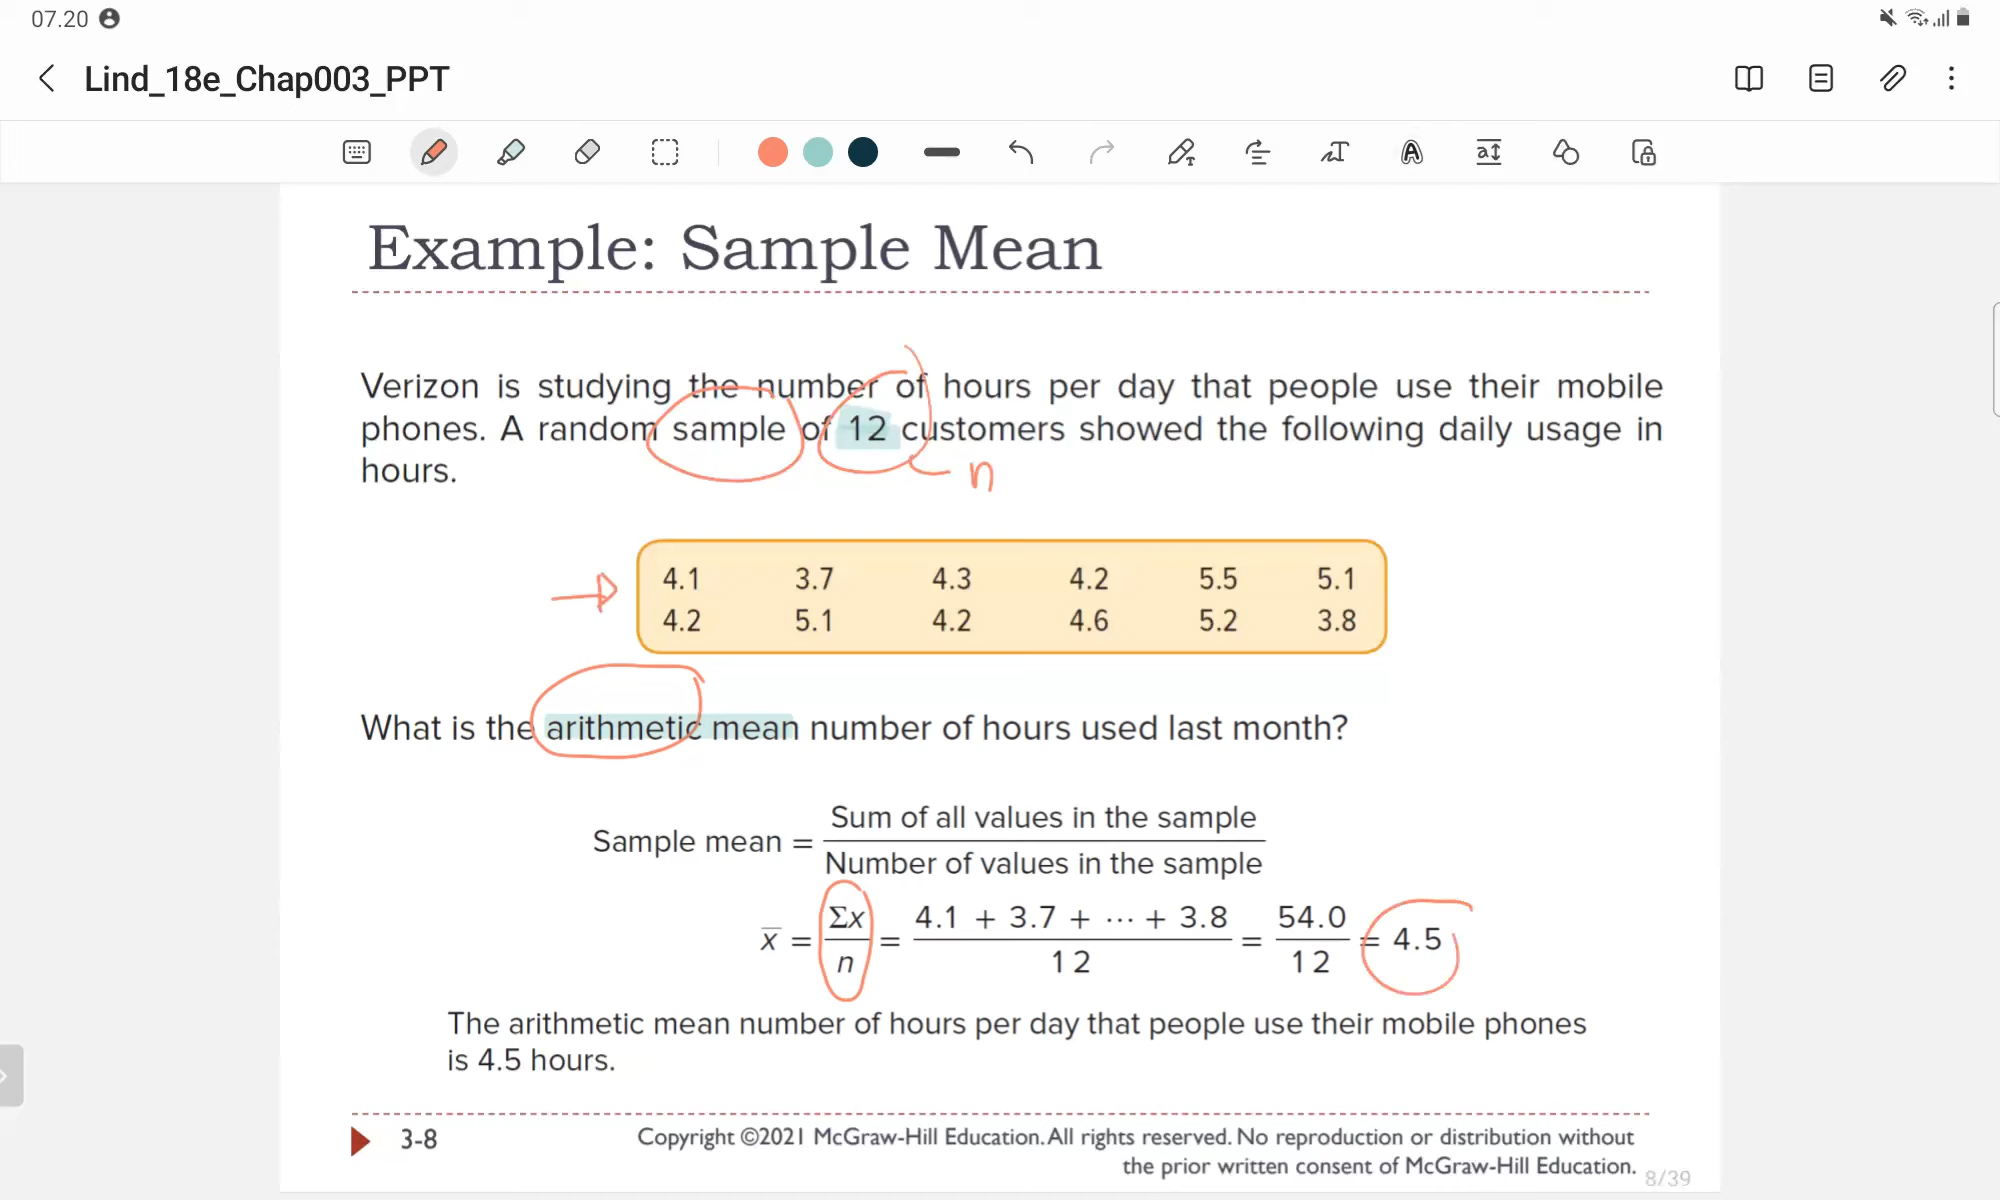 07.20
Lind_18e_Chap003_PPT
Example: Sample Mean
Verizon is studying the number of hours per day that people use their mobile
phones. A random sample of 12 customers showed the following daily usage in
hours.
n
4.1 3.7 4.3 4.2 5.5 5.1
4.2 5.1 4.2 4.6 5.2 3.8
What is the arithmetic mean number of hours used last month?
Sample mean = Sum of all values in the sample / Number of values in the sample
x̄ = Σx / n = 4.1 + 3.7 + ··· + 3.8 / 12 = 54.0 / 12 = 4.5
The arithmetic mean number of hours per day that people use their mobile phones
is 4.5 hours.
3-8
Copyright ©2021 McGraw-Hill Education. All rights reserved. No reproduction or distribution without
the prior written consent of McGraw-Hill Education.
8/39